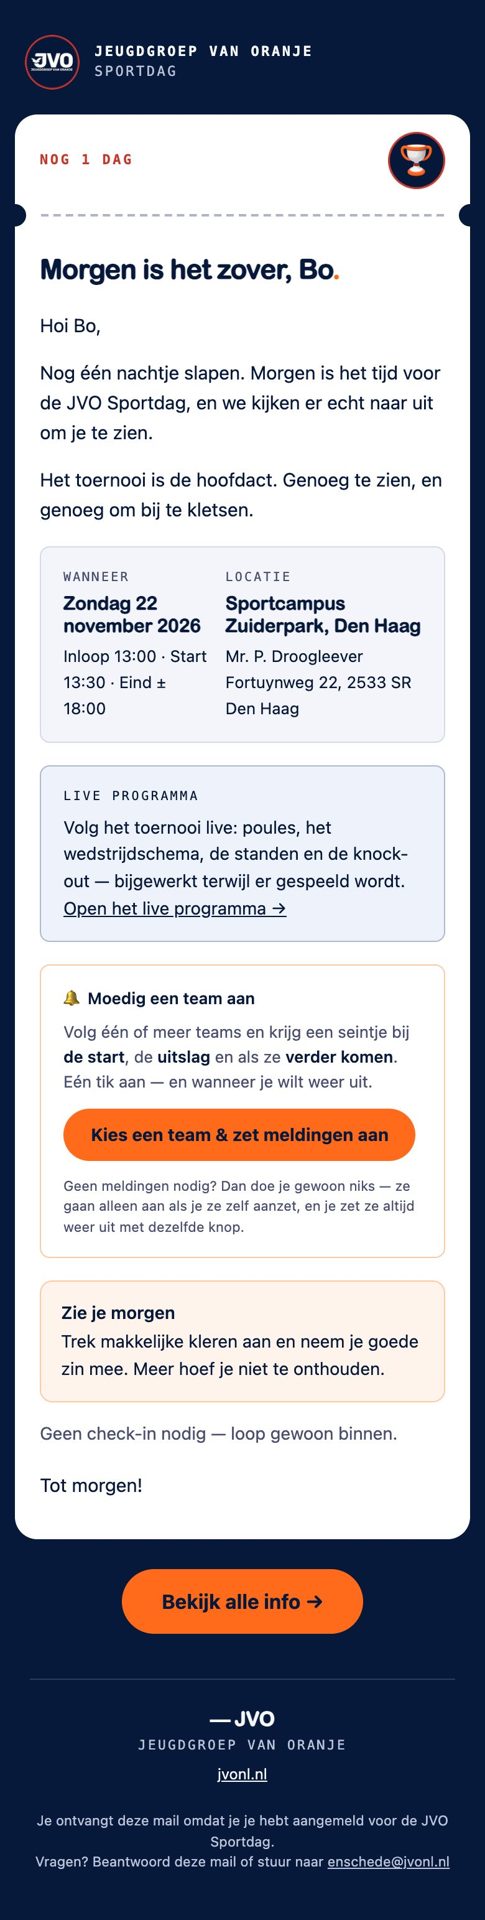 JVO
JEUGDGROEP VAN ORANJE
JEUGDGROEP VAN ORANJE
SPORTDAG
NOG 1 DAG
Morgen is het zover, Bo.
Hoi Bo,
Nog één nachtje slapen. Morgen is het tijd voor
de JVO Sportdag, en we kijken er echt naar uit
om je te zien.
Het toernooi is de hoofdact. Genoeg te zien, en
genoeg om bij te kletsen.
WANNEER
Zondag 22
november 2026
Inloop 13:00 · Start
13:30 · Eind ±
18:00
LOCATIE
Sportcampus
Zuiderpark, Den Haag
Mr. P. Droogleever
Fortuynweg 22, 2533 SR
Den Haag
LIVE PROGRAMMA
Volg het toernooi live: poules, het
wedstrijdschema, de standen en de knock-
out — bijgewerkt terwijl er gespeeld wordt.
Open het live programma →
🔔 Moedig een team aan
Volg één of meer teams en krijg een seintje bij
de start, de uitslag en als ze verder komen.
Eén tik aan — en wanneer je wilt weer uit.
Kies een team & zet meldingen aan
Geen meldingen nodig? Dan doe je gewoon niks — ze
gaan alleen aan als je ze zelf aanzet, en je zet ze altijd
weer uit met dezelfde knop.
Zie je morgen
Trek makkelijke kleren aan en neem je goede
zin mee. Meer hoef je niet te onthouden.
Geen check-in nodig — loop gewoon binnen.
Tot morgen!
Bekijk alle info →
— JVO
JEUGDGROEP VAN ORANJE
jvonl.nl
Je ontvangt deze mail omdat je je hebt aangemeld voor de JVO
Sportdag.
Vragen? Beantwoord deze mail of stuur naar enschede@jvonl.nl